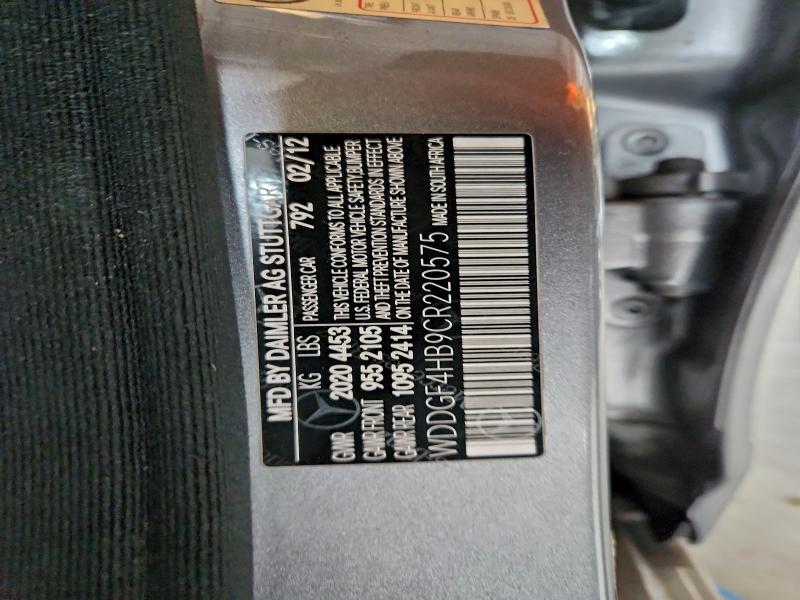 MFD BY DAIMLER AG STUTTGART
KG LBS PASSENGER CAR 792 02/12
GVWR 2020 4453 THIS VEHICLE CONFORMS TO ALL APPLICABLE
GAWR FRONT 955 2105 U.S. FEDERAL MOTOR VEHICLE SAFETY, BUMPER
GAWR REAR 1095 2414 AND THEFT PREVENTION STANDARDS IN EFFECT
ON THE DATE OF MANUFACTURE SHOWN ABOVE
WDDGF4HB9CR220575 MADE IN SOUTH AFRICA